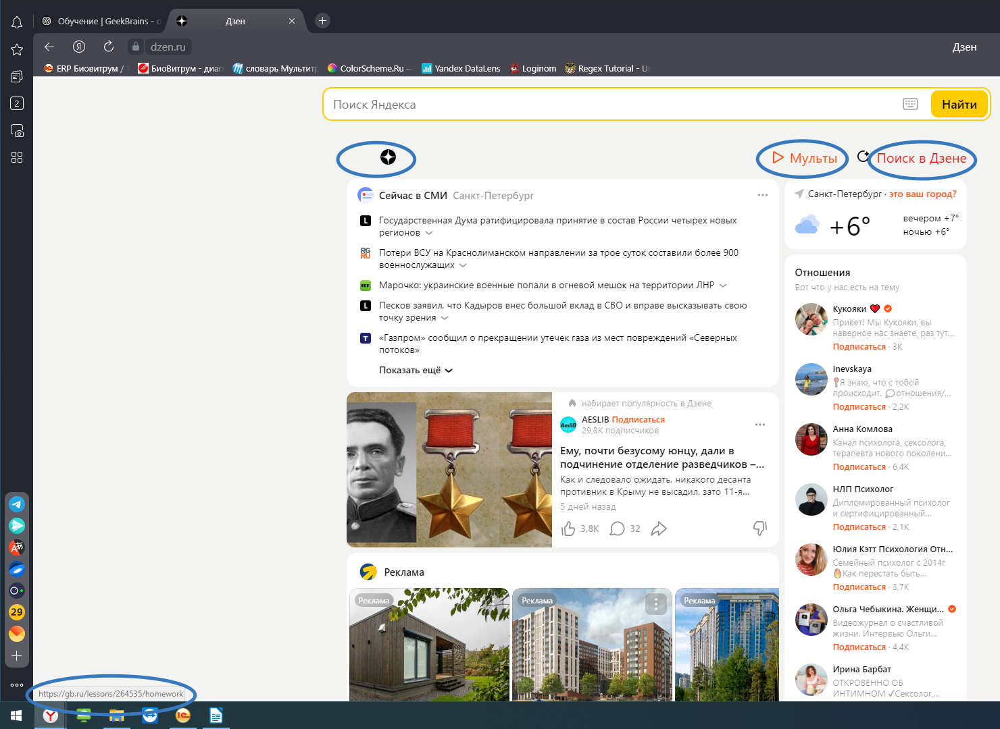 Обучение | GeekBrains - о
Дзен
dzen.ru
Дзен
ERP Биовитрум /
БиоВитрум - диаг
словарь Мультитр
ColorScheme.Ru —
Yandex DataLens
Loginom
Regex Tutorial - Ur
2
Поиск Яндекса
Найти
Мульты
Поиск в Дзене
Сейчас в СМИ Санкт-Петербург
Государственная Дума ратифицировала принятие в состав России четырех новых
регионов
Потери ВСУ на Краснолиманском направлении за трое суток составили более 900
военнослужащих
Марочко: украинские военные попали в огневой мешок на территории ЛНР
Песков заявил, что Кадыров внес большой вклад в СВО и вправе высказывать свою
точку зрения
«Газпром» сообщил о прекращении утечек газа из мест повреждений «Северных
потоков»
Показать ещё
Санкт-Петербург · это ваш город?
+6°
вечером +7°
ночью +6°
Отношения
Вот что у нас есть на тему
Кукояки
Привет! Мы Кукояки, вы
наверное нас знаете, раз тут...
Подписаться · 3К
Inevskaya
Я знаю, что с тобой
происходит. отношения/...
Подписаться · 2,2К
Анна Комлова
Канал психолога, сексолога,
терапевта нового поколени...
Подписаться · 6,4К
НЛП Психолог
Дипломированный психолог
и сертифицированный...
Подписаться · 2,1К
Юлия Кэтт Психология Отн...
Семейный психолог с 2014г
Как перестать быть...
Подписаться · 3,7К
Ольга Чебыкина. Женщи...
Видеожурнал о счастливой
жизни. Интервью Ольги...
Подписаться · 4,4К
Ирина Барбат
ОТКРОВЕННО ОБ
ИНТИМНОМ ✓Сексолог,...
набирает популярность в Дзене
AESLIB Подписаться
29,8К подписчиков
Ему, почти безусому юнцу, дали в
подчинение отделение разведчиков –...
Как и следовало ожидать, никакого десанта
противник в Крыму не высадил, зато 11-я...
5 дней назад
3,8К
32
Реклама
Реклама
Реклама
Реклама
29
https://gb.ru/lessons/264535/homework